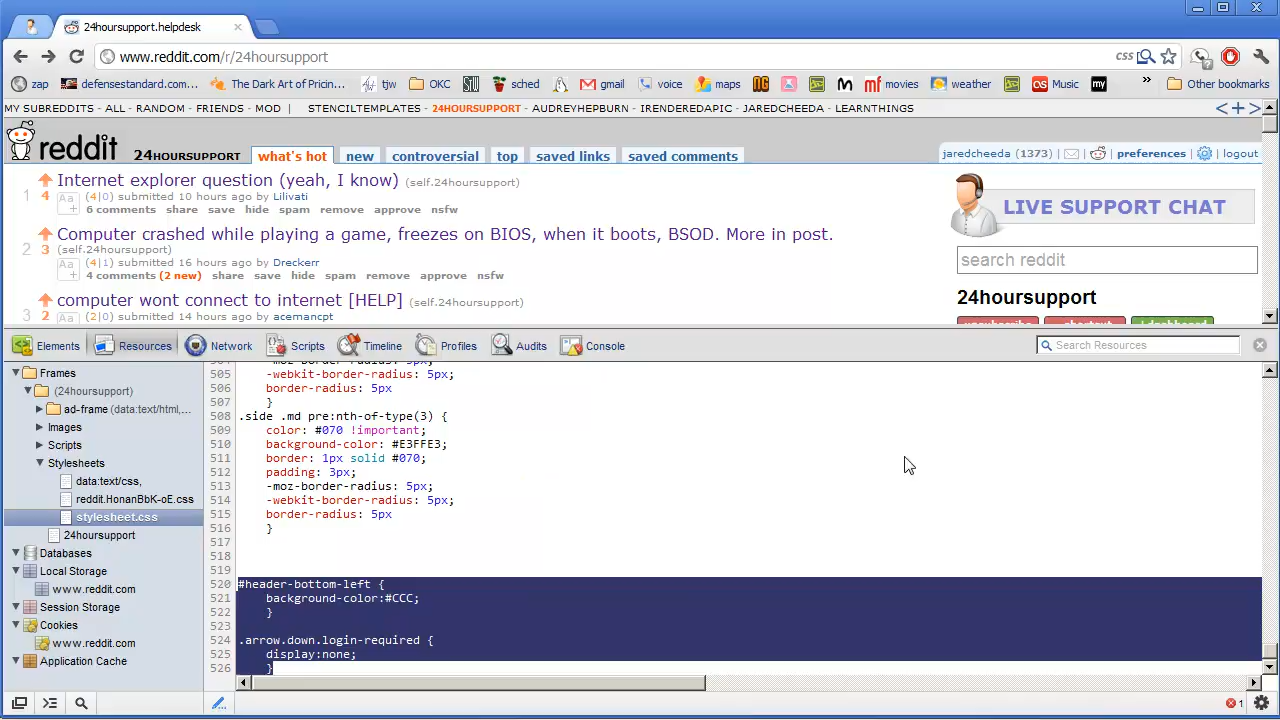 24hoursupport.helpdesk
www.reddit.com/r/24hoursupport css
zap defensestandard.com... The Dark Art of Pricin... tjw OKC sched gmail voice maps movies weather Music my » Other bookmarks
MY SUBREDITS - ALL - RANDOM - FRIENDS - MOD | STENCILTEMPLATES - 24HOURSUPPORT - AUDREYHEPBURN - IRENDEREDAPIC - JAREDCHEEDA - LEARNTHINGS <+>
reddit 24HOURSUPPORT what's hot new controversial top saved links saved comments jaredcheeda (1373) preferences logout
1 4 Internet explorer question (yeah, I know) (self.24hoursupport)
Aa + (4|0) submitted 10 hours ago by Lilivati
6 comments share save hide spam remove approve nsfw
LIVE SUPPORT CHAT
2 3 Computer crashed while playing a game, freezes on BIOS, when it boots, BSOD. More in post.
(self.24hoursupport)
Aa + (4|1) submitted 16 hours ago by Dreckerr
4 comments (2 new) share save hide spam remove approve nsfw
search reddit
3 2 computer wont connect to internet [HELP] (self.24hoursupport)
Aa (2|0) submitted 14 hours ago by acemancpt
24hoursupport
Elements Resources Network Scripts Timeline Profiles Audits Console Search Resources
Frames
(24hoursupport)
ad-frame (data:text/html,...
Images
Scripts
Stylesheets
data:text/css,
reddit.HonanBbK-oE.css
stylesheet.css
24hoursupport
Databases
Local Storage
www.reddit.com
Session Storage
Cookies
www.reddit.com
Application Cache
505 -webkit-border-radius: 5px;
506 border-radius: 5px
507 }
508 .side .md pre:nth-of-type(3) {
509 color: #070 !important;
510 background-color: #E3FFE3;
511 border: 1px solid #070;
512 padding: 3px;
513 -moz-border-radius: 5px;
514 -webkit-border-radius: 5px;
515 border-radius: 5px
516 }
517
518
519
520 #header-bottom-left {
521 background-color:#CCC;
522 }
523
524 .arrow.down.login-required {
525 display:none;
526 }
1